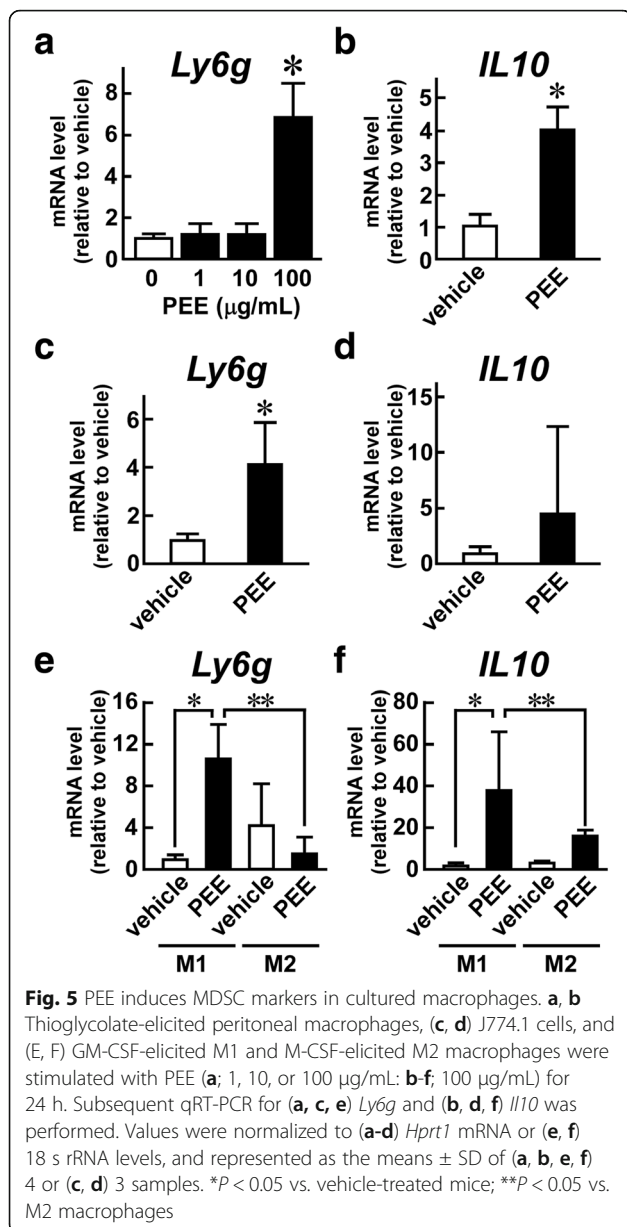 a
Ly6g
mRNA level
(relative to vehicle)
8
6
4
2
0
*
0 1 10 100
PEE (μg/mL)
b
IL10
mRNA level
(relative to vehicle)
5
4
3
2
1
0
*
vehicle PEE
c
Ly6g
mRNA level
(relative to vehicle)
6
4
2
0
*
vehicle PEE
d
IL10
mRNA level
(relative to vehicle)
15
10
5
0
vehicle PEE
e
Ly6g
mRNA level
(relative to vehicle)
16
12
8
4
0
* **
vehicle PEE vehicle PEE
M1 M2
f
IL10
mRNA level
(relative to vehicle)
80
60
40
20
0
* **
vehicle PEE vehicle PEE
M1 M2
Fig. 5 PEE induces MDSC markers in cultured macrophages. a, b
Thioglycolate-elicited peritoneal macrophages, (c, d) J774.1 cells, and
(E, F) GM-CSF-elicited M1 and M-CSF-elicited M2 macrophages were
stimulated with PEE (a; 1, 10, or 100 μg/mL: b-f; 100 μg/mL) for
24 h. Subsequent qRT-PCR for (a, c, e) Ly6g and (b, d, f) Il10 was
performed. Values were normalized to (a-d) Hprt1 mRNA or (e, f)
18 s rRNA levels, and represented as the means ± SD of (a, b, e, f)
4 or (c, d) 3 samples. *P < 0.05 vs. vehicle-treated mice; **P < 0.05 vs.
M2 macrophages